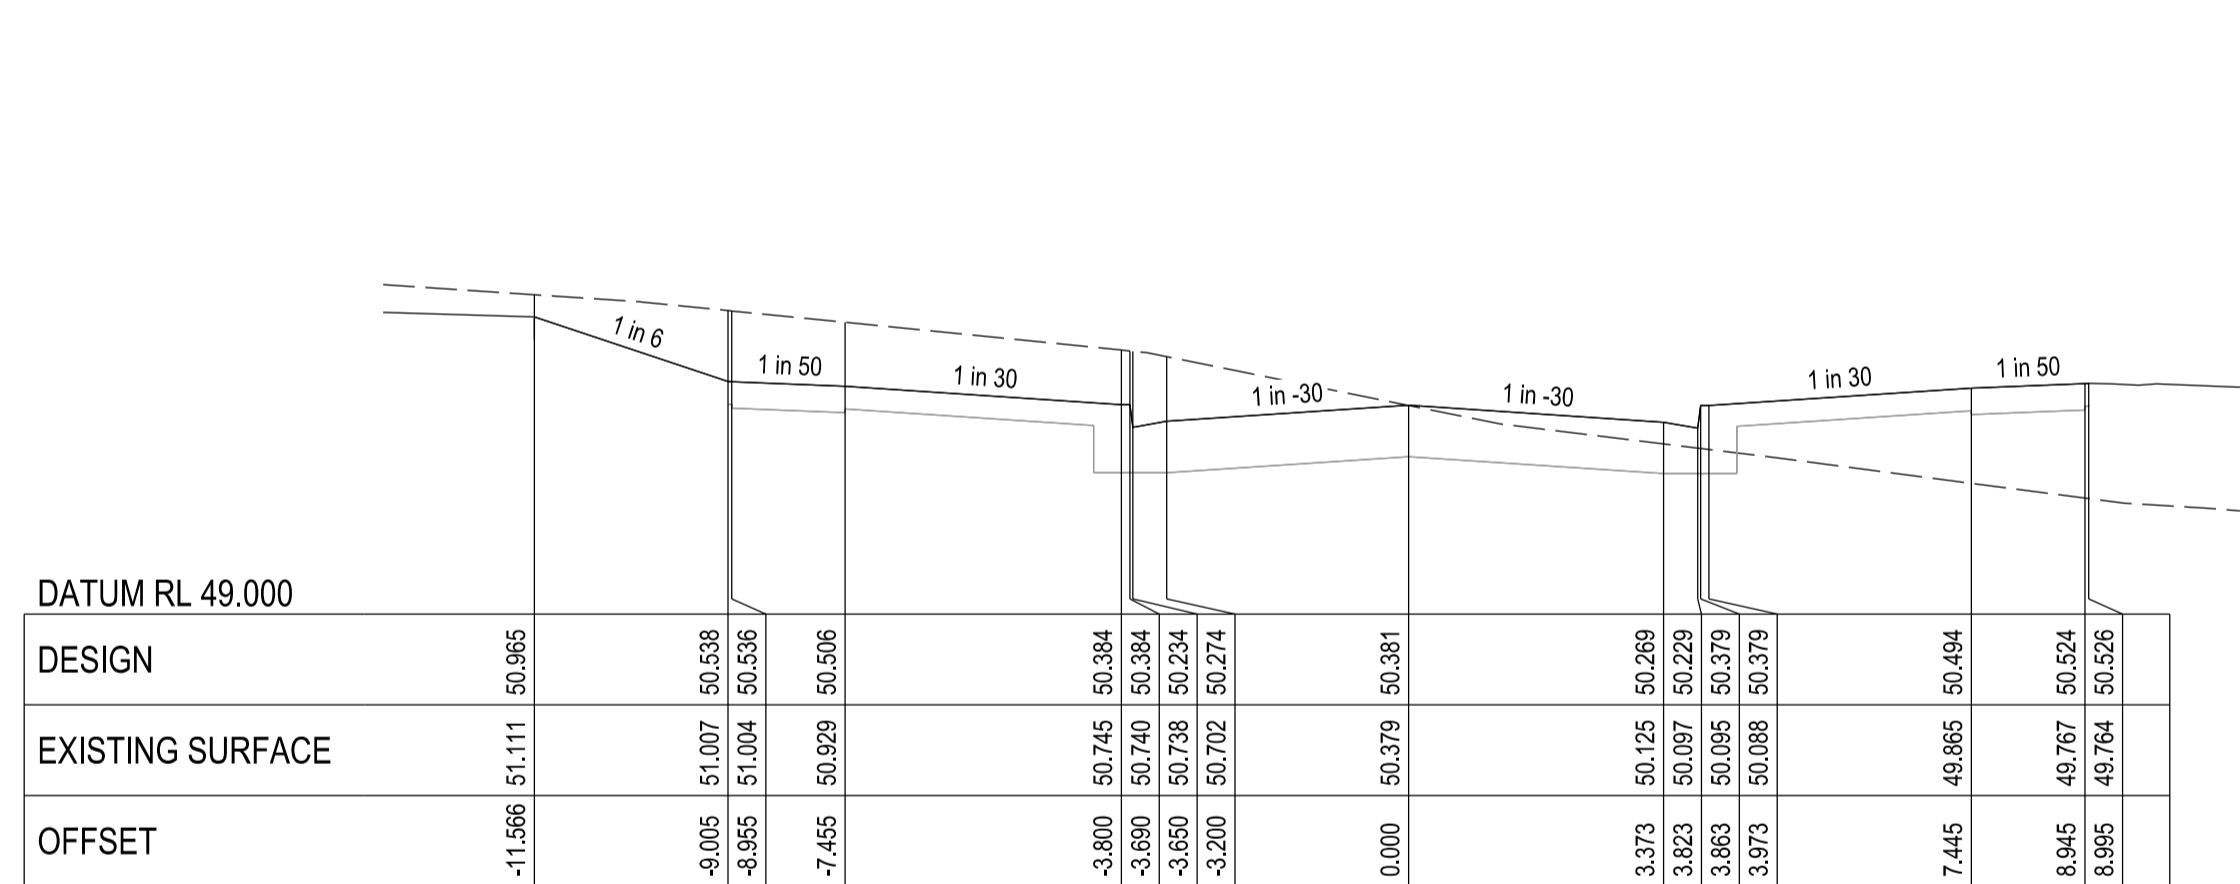 1 in 6
1 in 50
1 in 30
1 in -30
1 in -30
1 in 30
1 in 50
DATUM RL 49.000
DESIGN 50.965 50.538 50.536 50.506 50.384 50.384 50.234 50.274 50.381 50.269 50.229 50.379 50.379 50.494 50.524 50.526
EXISTING SURFACE 51.111 51.007 51.004 50.929 50.745 50.740 50.738 50.702 50.379 50.125 50.097 50.095 50.088 49.865 49.767 49.764
OFFSET -11.566 -9.005 -8.955 -7.455 -3.800 -3.690 -3.650 -3.200 0.000 3.373 3.823 3.863 3.973 7.445 8.945 8.995